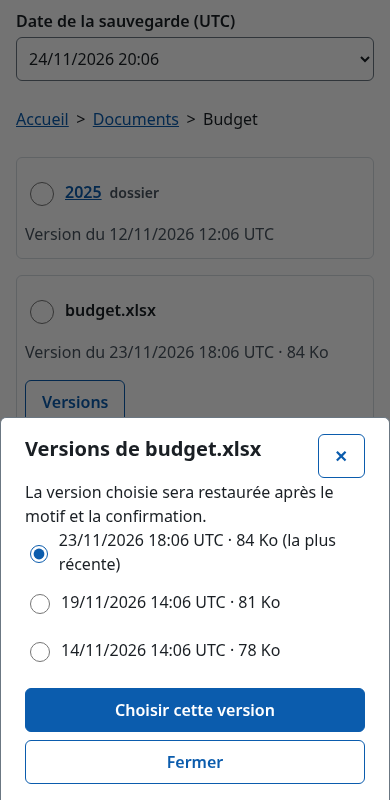 Date de la sauvegarde (UTC)
24/11/2026 20:06
Accueil > Documents > Budget
2025 dossier
Version du 12/11/2026 12:06 UTC
budget.xlsx
Version du 23/11/2026 18:06 UTC · 84 Ko
Versions
Versions de budget.xlsx
×
La version choisie sera restaurée après le
motif et la confirmation.
23/11/2026 18:06 UTC · 84 Ko (la plus
récente)
19/11/2026 14:06 UTC · 81 Ko
14/11/2026 14:06 UTC · 78 Ko
Choisir cette version
Fermer